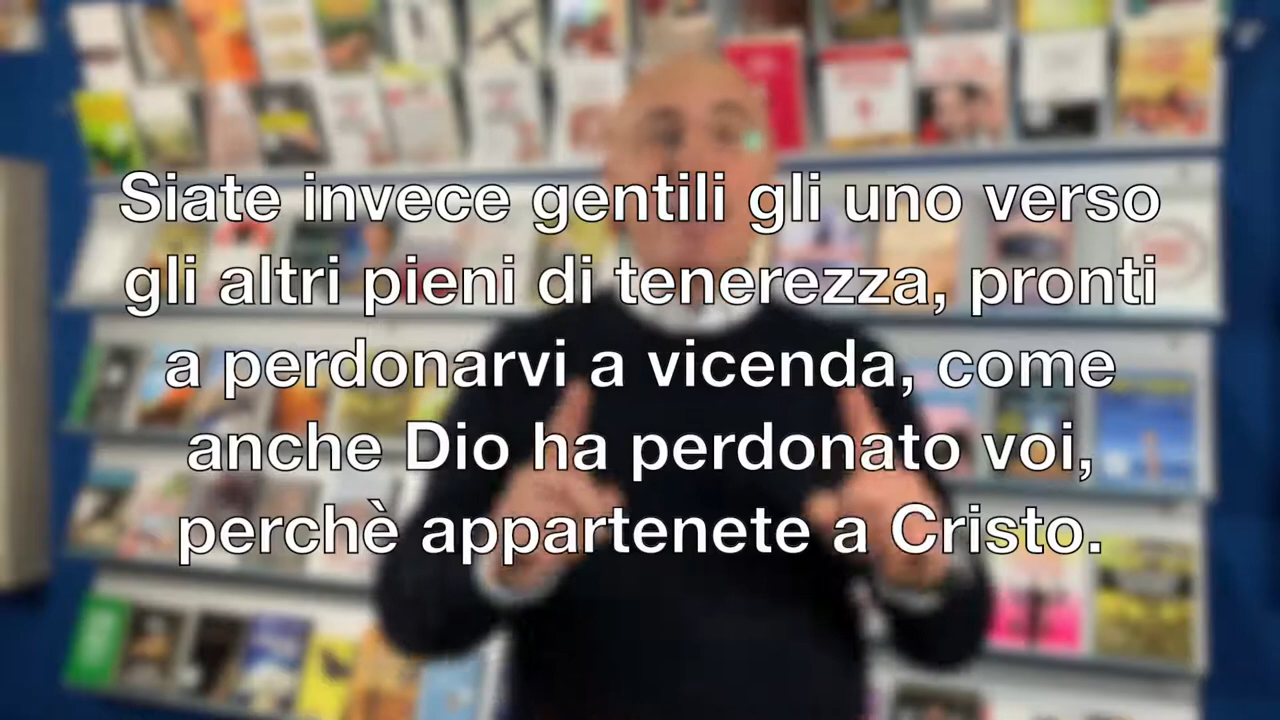 Siate invece gentili gli uno verso
gli altri pieni di tenerezza, pronti
a perdonarvi a vicenda, come
anche Dio ha perdonato voi,
perchè appartenete a Cristo.